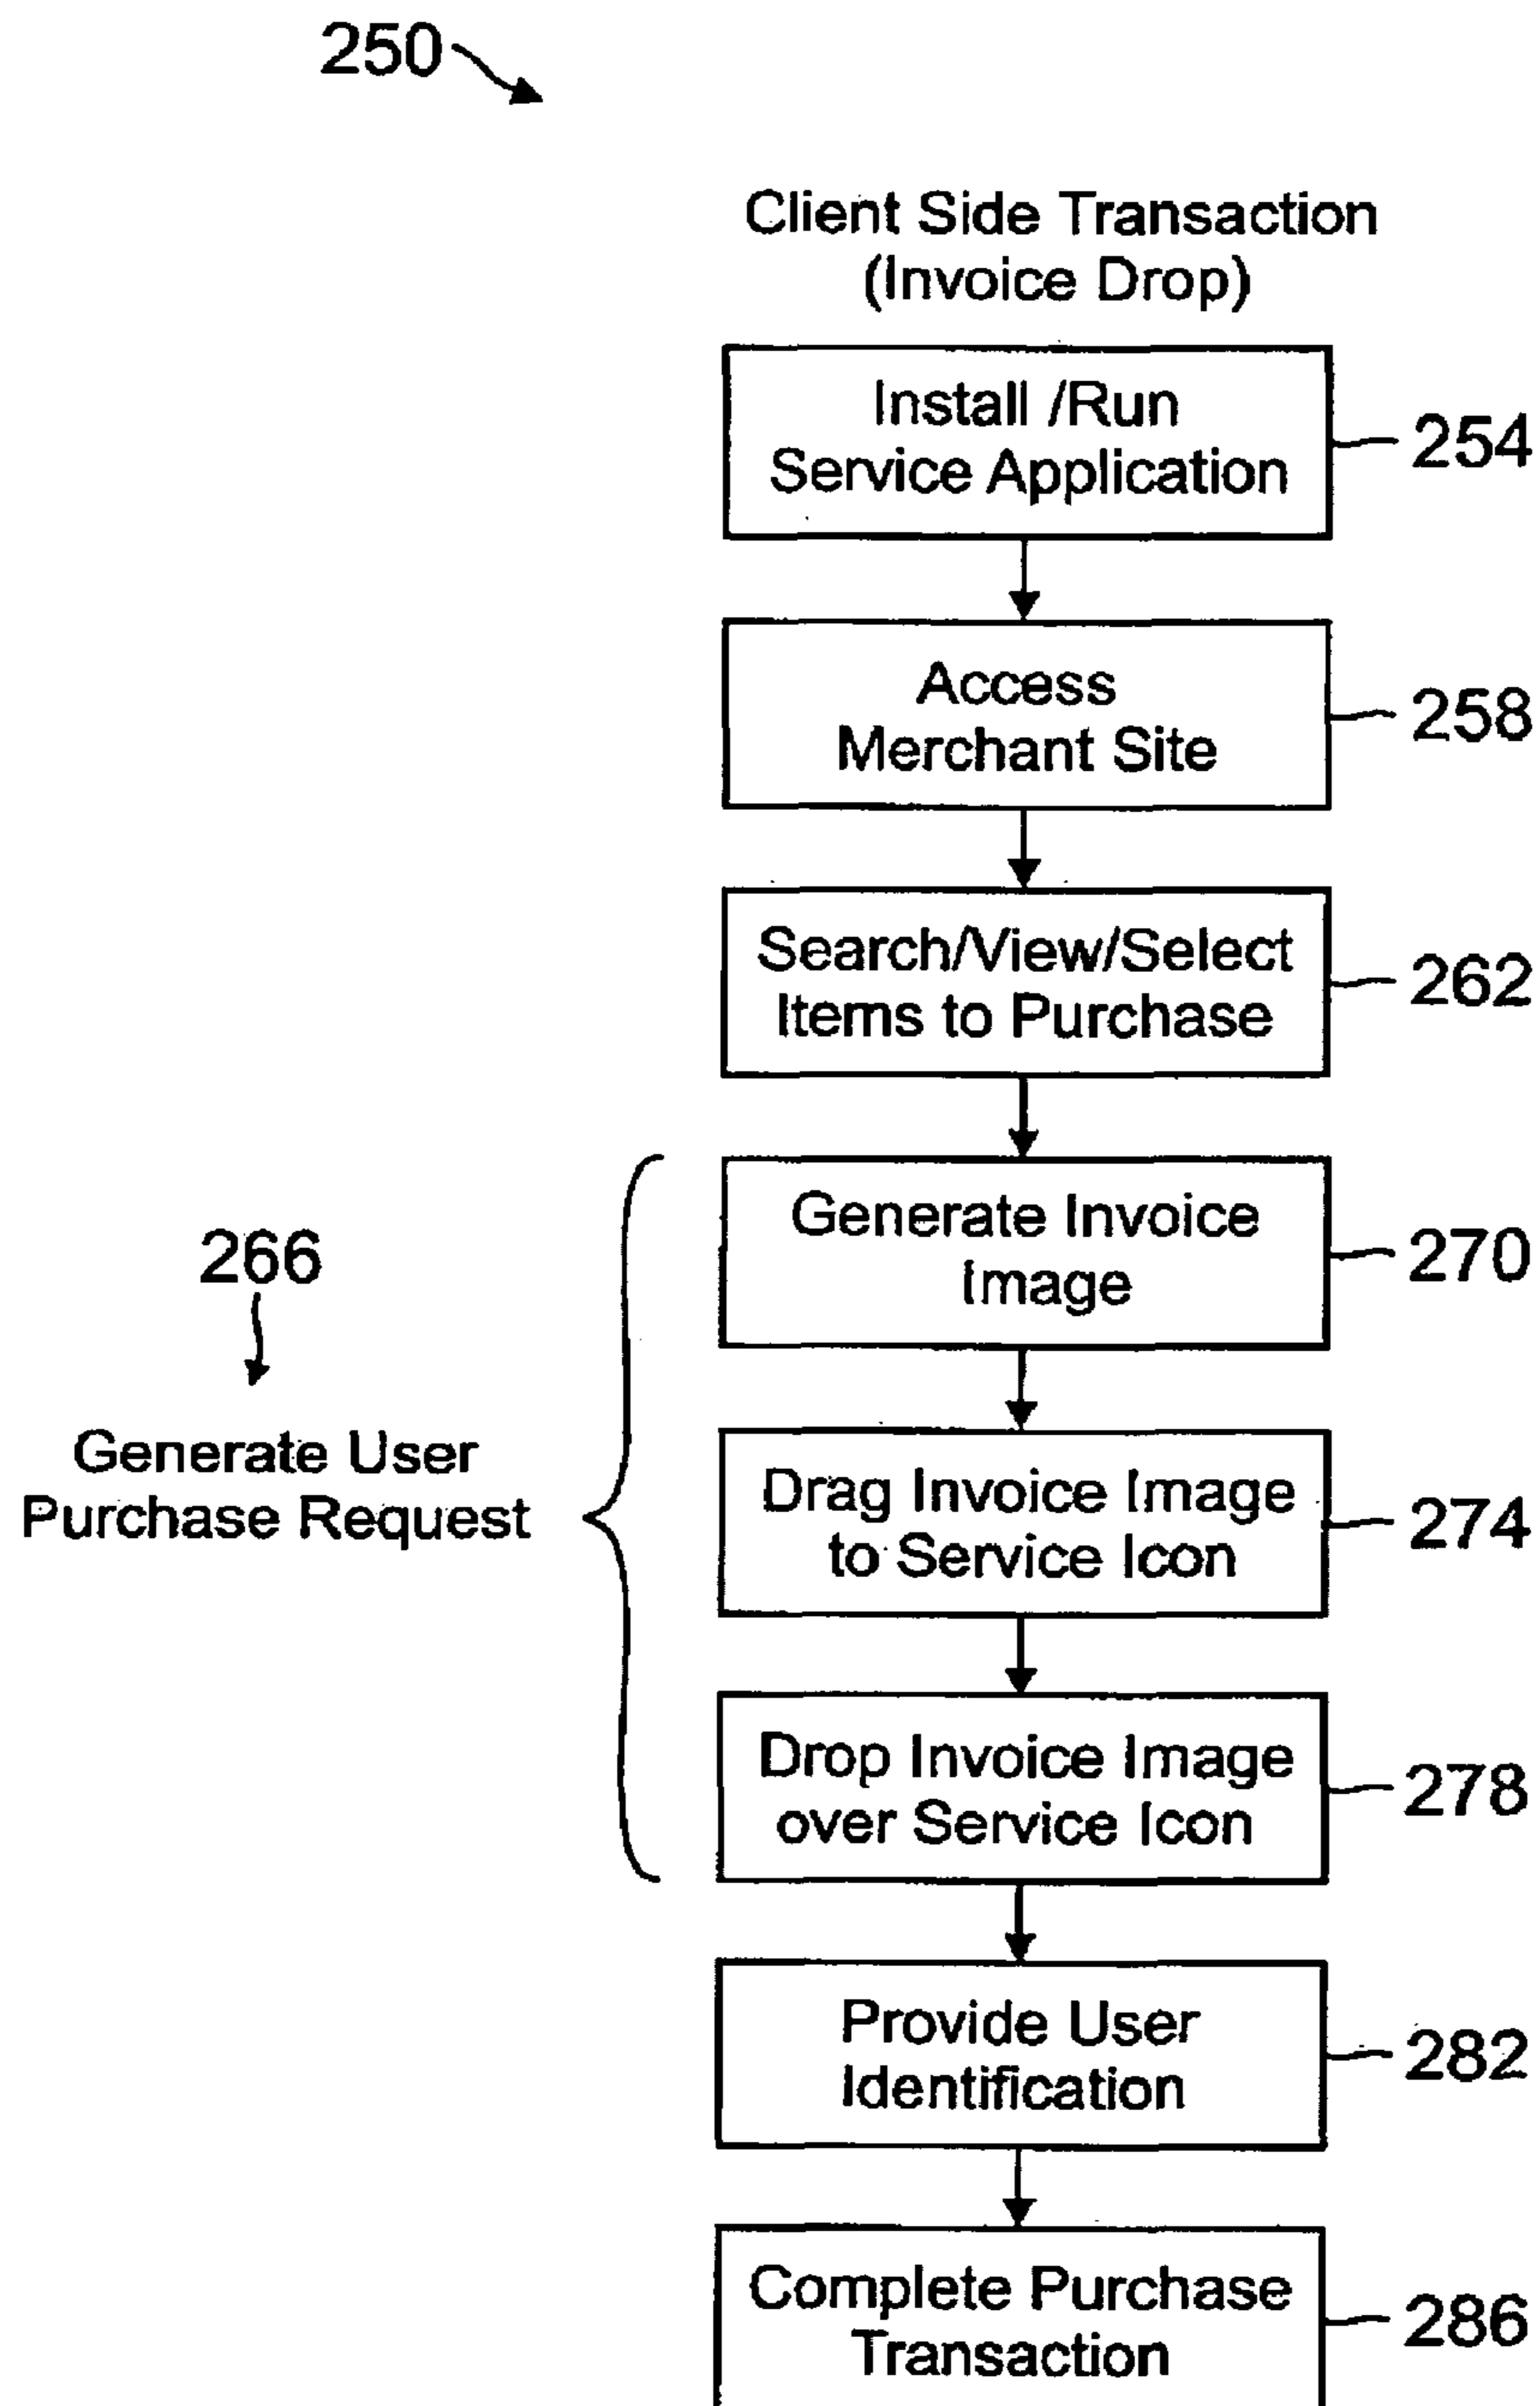 250
Client Side Transaction
(Invoice Drop)
Install /Run
Service Application
254
Access
Merchant Site
258
Search/View/Select
Items to Purchase
262
266
Generate User
Purchase Request
Generate Invoice
Image
270
Drag Invoice Image
to Service Icon
274
Drop Invoice Image
over Service Icon
278
Provide User
Identification
282
Complete Purchase
Transaction
286